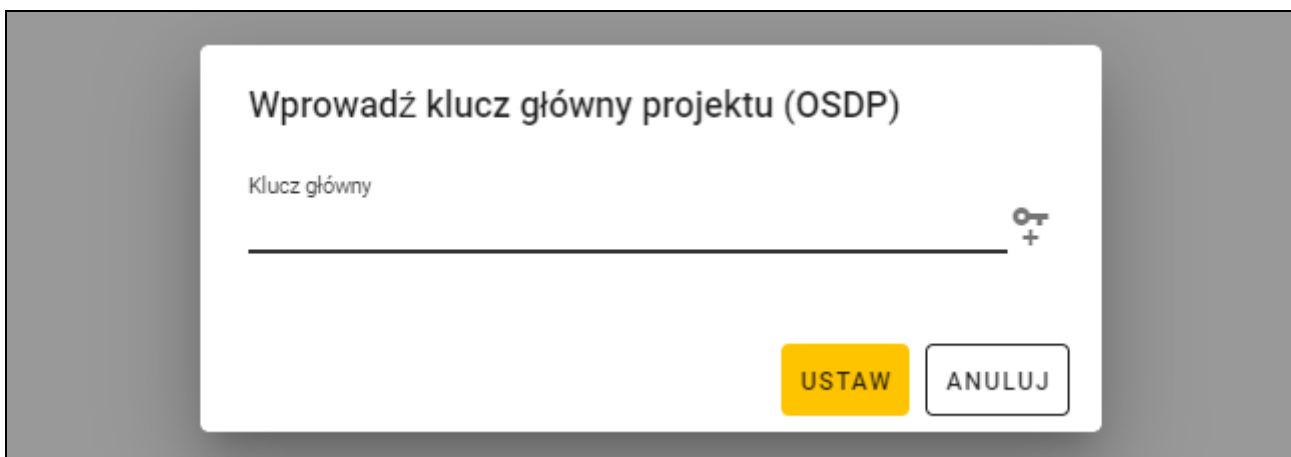 Wprowadź klucz główny projektu (OSDP)
Klucz główny
USTAW ANULUJ